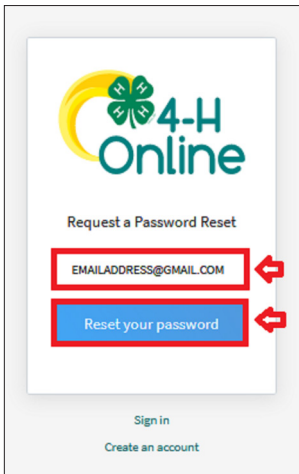 H H
H H
4-H
Online
Request a Password Reset
EMAILADDRESS@GMAIL.COM
Reset your password
Sign in
Create an account